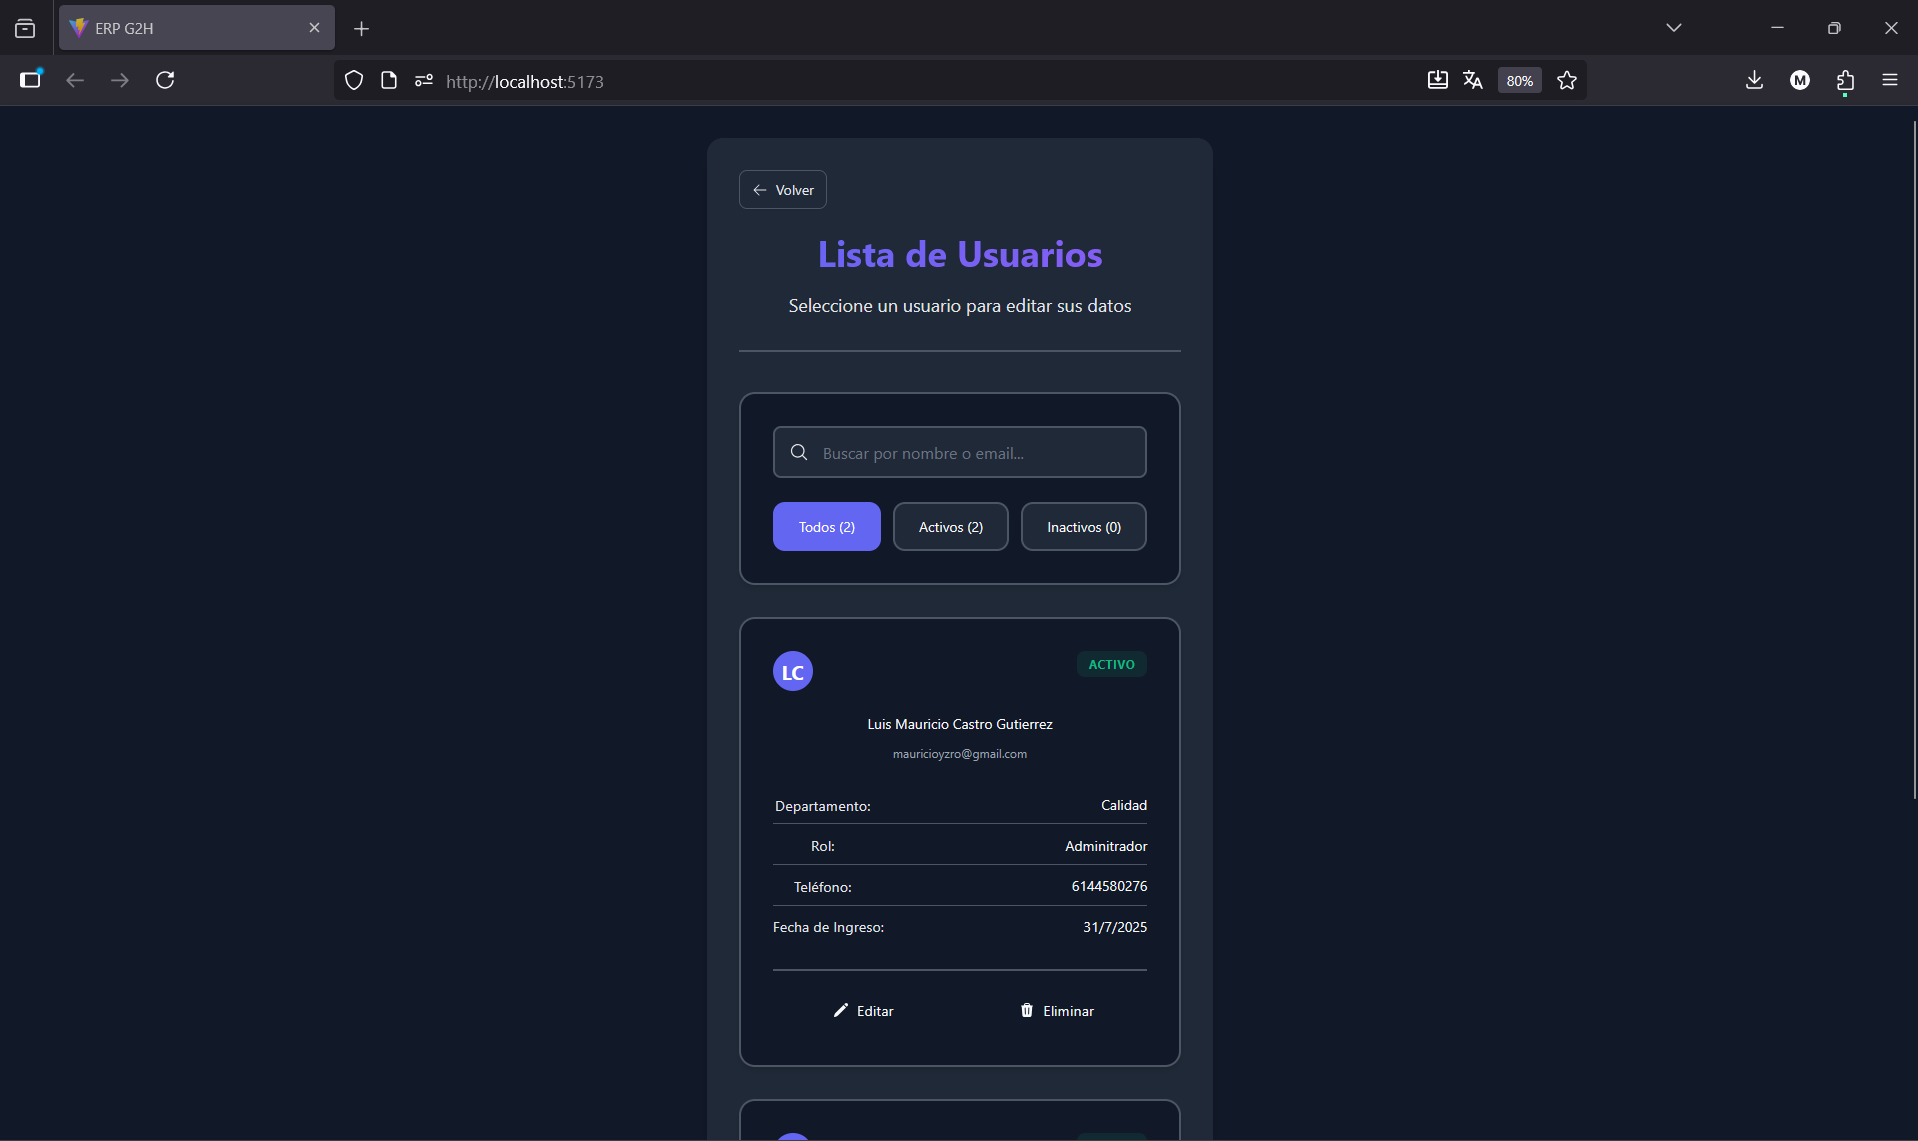 ERP G2H
http://localhost:5173
80%
M
Volver
Lista de Usuarios
Seleccione un usuario para editar sus datos
Buscar por nombre o email...
Todos (2)
Activos (2)
Inactivos (0)
LC
ACTIVO
Luis Mauricio Castro Gutierrez
mauricioyzro@gmail.com
Departamento: Calidad
Rol: Adminitrador
Teléfono: 6144580276
Fecha de Ingreso: 31/7/2025
Editar
Eliminar